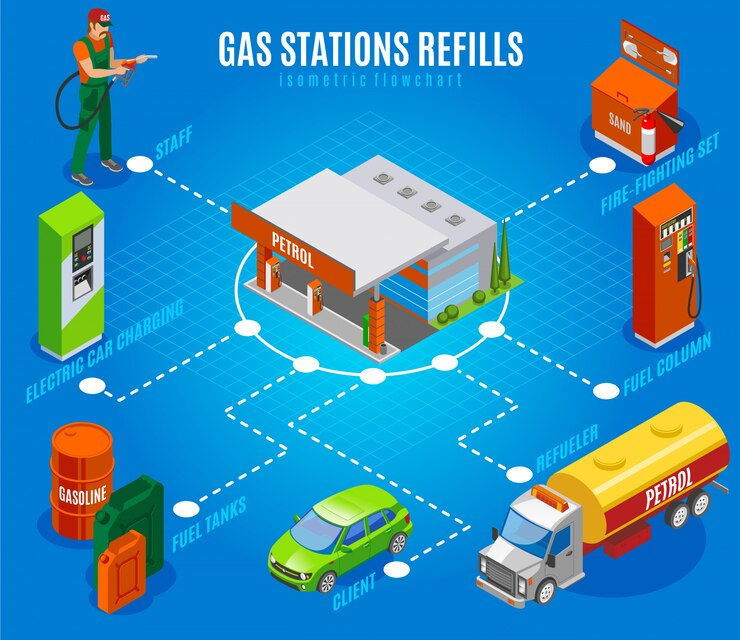 GAS STATIONS REFILLS
isometric flowchart
GAS
STAFF
SAND
FIRE-FIGHTING SET
PETROL
ELECTRIC CAR CHARGING
FUEL COLUMN
GASOLINE
FUEL TANKS
CLIENT
REFUELER
PETROL